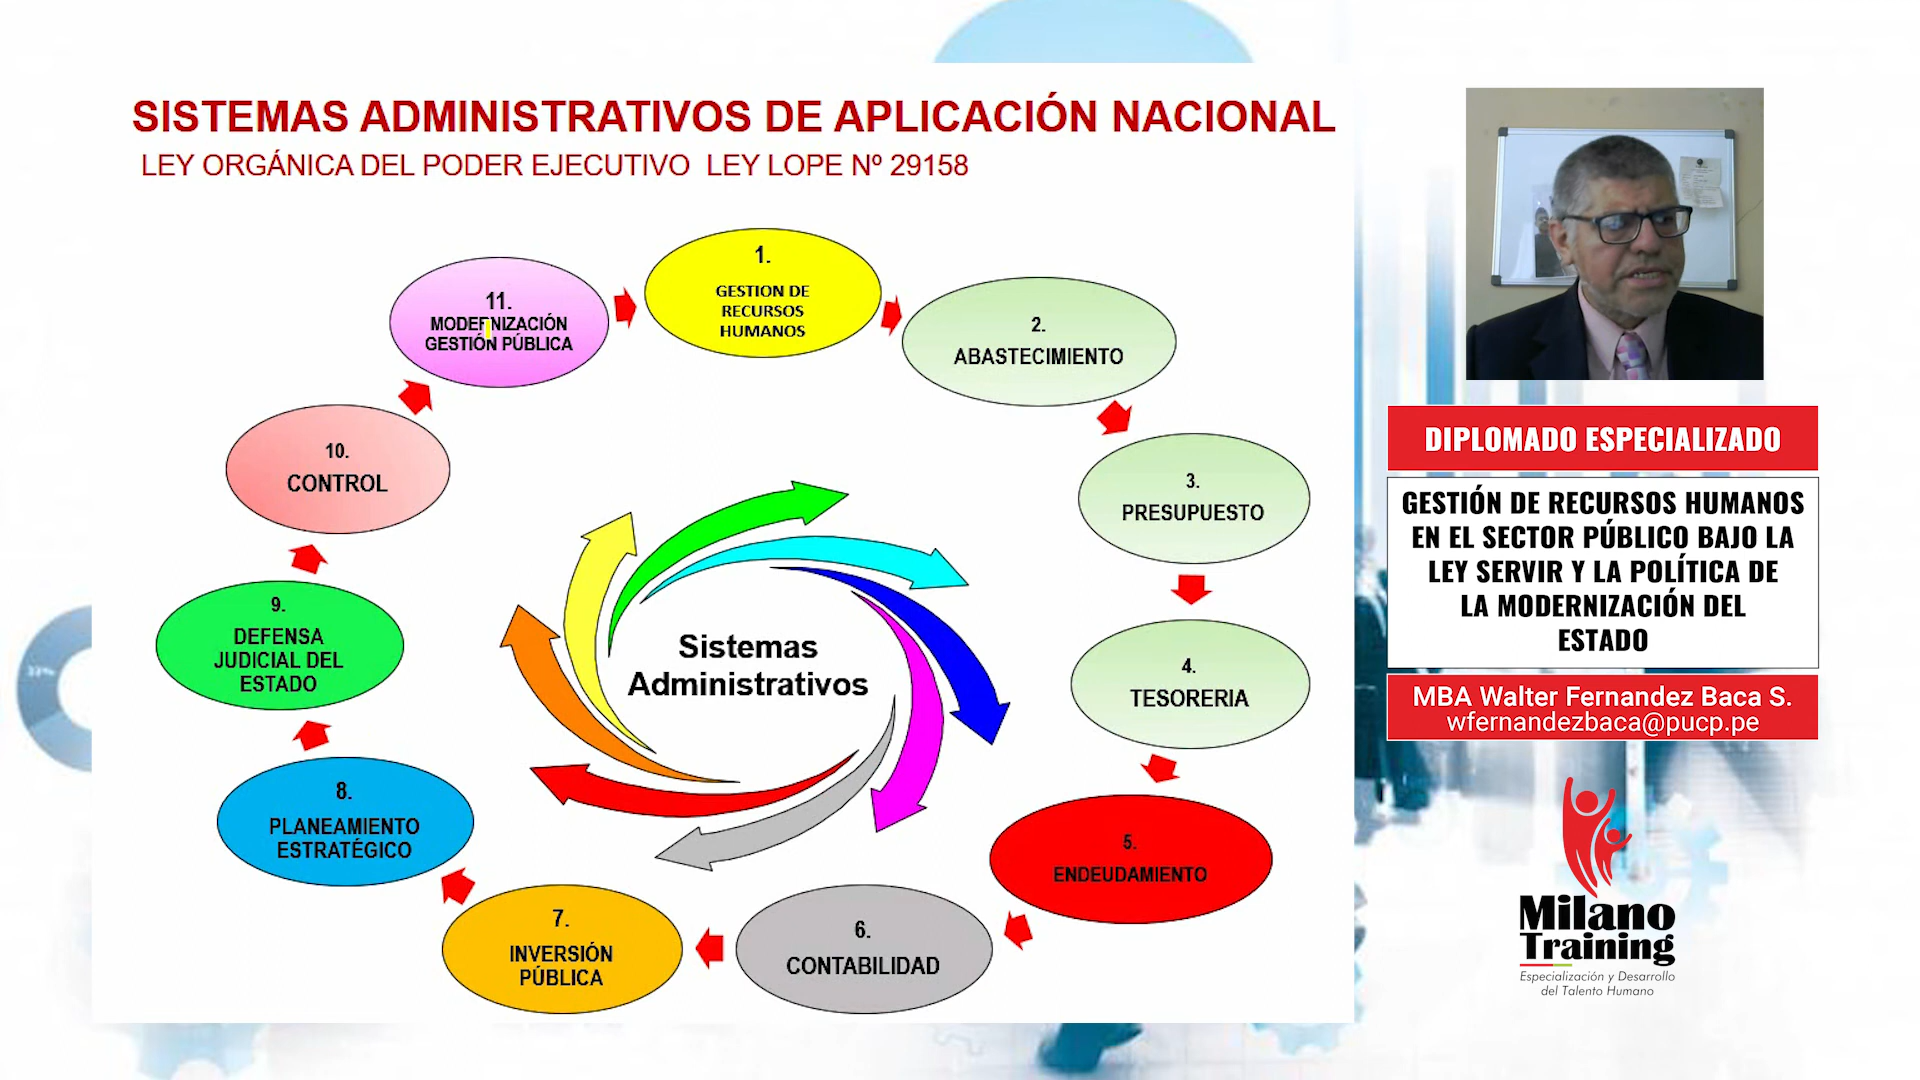 SISTEMAS ADMINISTRATIVOS DE APLICACIÓN NACIONAL
LEY ORGÁNICA DEL PODER EJECUTIVO LEY LOPE Nº 29158
1.
GESTION DE
RECURSOS
HUMANOS
2.
ABASTECIMIENTO
3.
PRESUPUESTO
4.
TESORERIA
5.
ENDEUDAMIENTO
6.
CONTABILIDAD
7.
INVERSIÓN
PÚBLICA
8.
PLANEAMIENTO
ESTRATÉGICO
9.
DEFENSA
JUDICIAL DEL
ESTADO
10.
CONTROL
11.
MODERNIZACIÓN
GESTIÓN PÚBLICA
Sistemas
Administrativos
DIPLOMADO ESPECIALIZADO
GESTIÓN DE RECURSOS HUMANOS
EN EL SECTOR PÚBLICO BAJO LA
LEY SERVIR Y LA POLÍTICA DE
LA MODERNIZACIÓN DEL
ESTADO
MBA Walter Fernandez Baca S.
wfernandezbaca@pucp.pe
Milano
Training
Especialización y Desarrollo
del Talento Humano